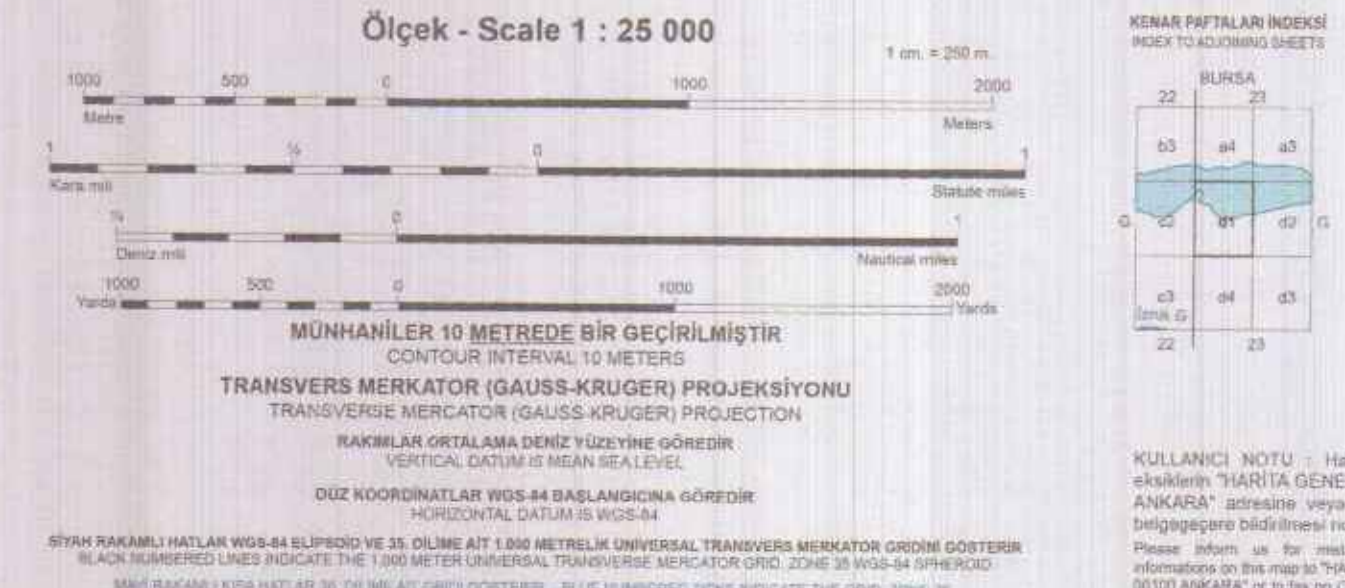 Ölçek - Scale 1 : 25 000
1 cm. = 250 m.
1000 500 0 1000 2000
Metre Meters
1 ½ 0 1
Kara mili Statute miles
½ 0 1
Deniz mili Nautical miles
1000 500 0 1000 2000
Yarda Yards
MÜNHANİLER 10 METREDE BİR GEÇİRİLMİŞTİR
CONTOUR INTERVAL 10 METERS
TRANSVERS MERKATOR (GAUSS-KRUGER) PROJEKSİYONU
TRANSVERSE MERCATOR (GAUSS-KRUGER) PROJECTION
RAKIMLAR ORTALAMA DENİZ YÜZEYİNE GÖREDİR
VERTICAL DATUM IS MEAN SEA LEVEL
DÜZ KOORDİNATLAR WGS-84 BAŞLANGICINA GÖREDİR
HORIZONTAL DATUM IS WGS-84
SİYAH RAKAMLI HATLAR WGS-84 ELİPSOİD VE 35. DİLİME AİT 1.000 METRELİK UNİVERSAL TRANSVERS MERKATOR GRİDİNİ GÖSTERİR
BLACK NUMBERED LINES INDICATE THE 1,000 METER UNIVERSAL TRANSVERSE MERCATOR GRID, ZONE 35 WGS-84 SPHEROID
KENAR PAFTALARI İNDEKSİ
INDEX TO ADJOINING SHEETS
BURSA
22 23
b3 a4 a3
G c2 d1 d2 G
c3 d4 d3
İznik G
22 23
KULLANICI NOTU : Ha
eksiklerin "HARİTA GENE
ANKARA" adresine veya
belgegeçere bildirilmesi ric
Please inform us for mist
informations on this map to "HA